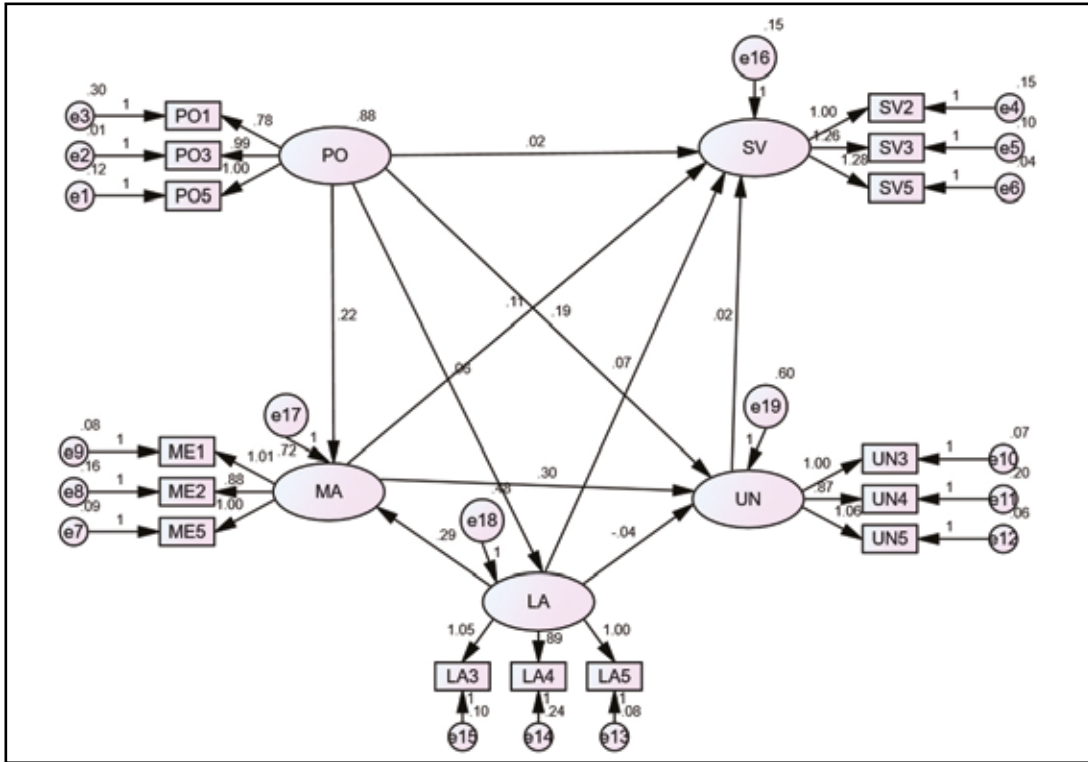 .15
e16
1
.30
e3
1
PO1
.78
.01
e2
1
PO3
.99
.12
e1
1
PO5
1.00
.88
PO
.02
SV
1.00
SV2
1
.15
e4
1.26
SV3
1
.10
e5
1.28
SV5
1
.04
e6
.22
.11
.19
.02
.07
.60
e19
1
e17
1
.72
.08
e9
1
ME1
1.01
.16
e8
1
ME2
.88
.09
e7
1
ME5
1.00
MA
.30
UN
1.00
UN3
1
.07
e10
.87
UN4
1
.20
e11
1.06
UN5
1
.06
e12
.48
e18
1
.29
-.04
LA
1.05
.89
1.00
LA3
LA4
LA5
1
1
1
.10
.24
.08
e15
e14
e13